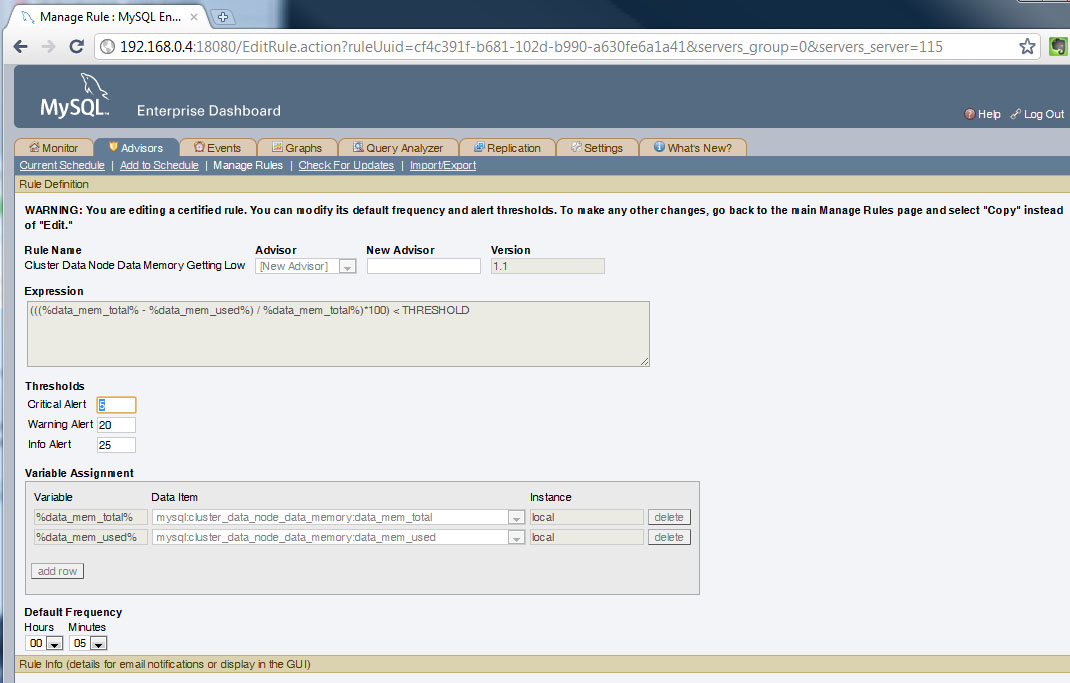 Manage Rule : MySQL En...
192.168.0.4:18080/EditRule.action?ruleUuid=cf4c391f-b681-102d-b990-a630fe6a1a41&servers_group=0&servers_server=115
MySQL™
Enterprise Dashboard
Help Log Out
Monitor Advisors Events Graphs Query Analyzer Replication Settings What's New?
Current Schedule | Add to Schedule | Manage Rules | Check For Updates | Import/Export
Rule Definition
WARNING: You are editing a certified rule. You can modify its default frequency and alert thresholds. To make any other changes, go back to the main Manage Rules page and select "Copy" instead
of "Edit."
Rule Name Advisor New Advisor Version
Cluster Data Node Data Memory Getting Low [New Advisor] 1.1
Expression
(((%data_mem_total% - %data_mem_used%) / %data_mem_total%)*100) < THRESHOLD
Thresholds
Critical Alert 5
Warning Alert 20
Info Alert 25
Variable Assignment
Variable Data Item Instance
%data_mem_total% mysql:cluster_data_node_data_memory:data_mem_total local delete
%data_mem_used% mysql:cluster_data_node_data_memory:data_mem_used local delete
add row
Default Frequency
Hours Minutes
00 05
Rule Info (details for email notifications or display in the GUI)